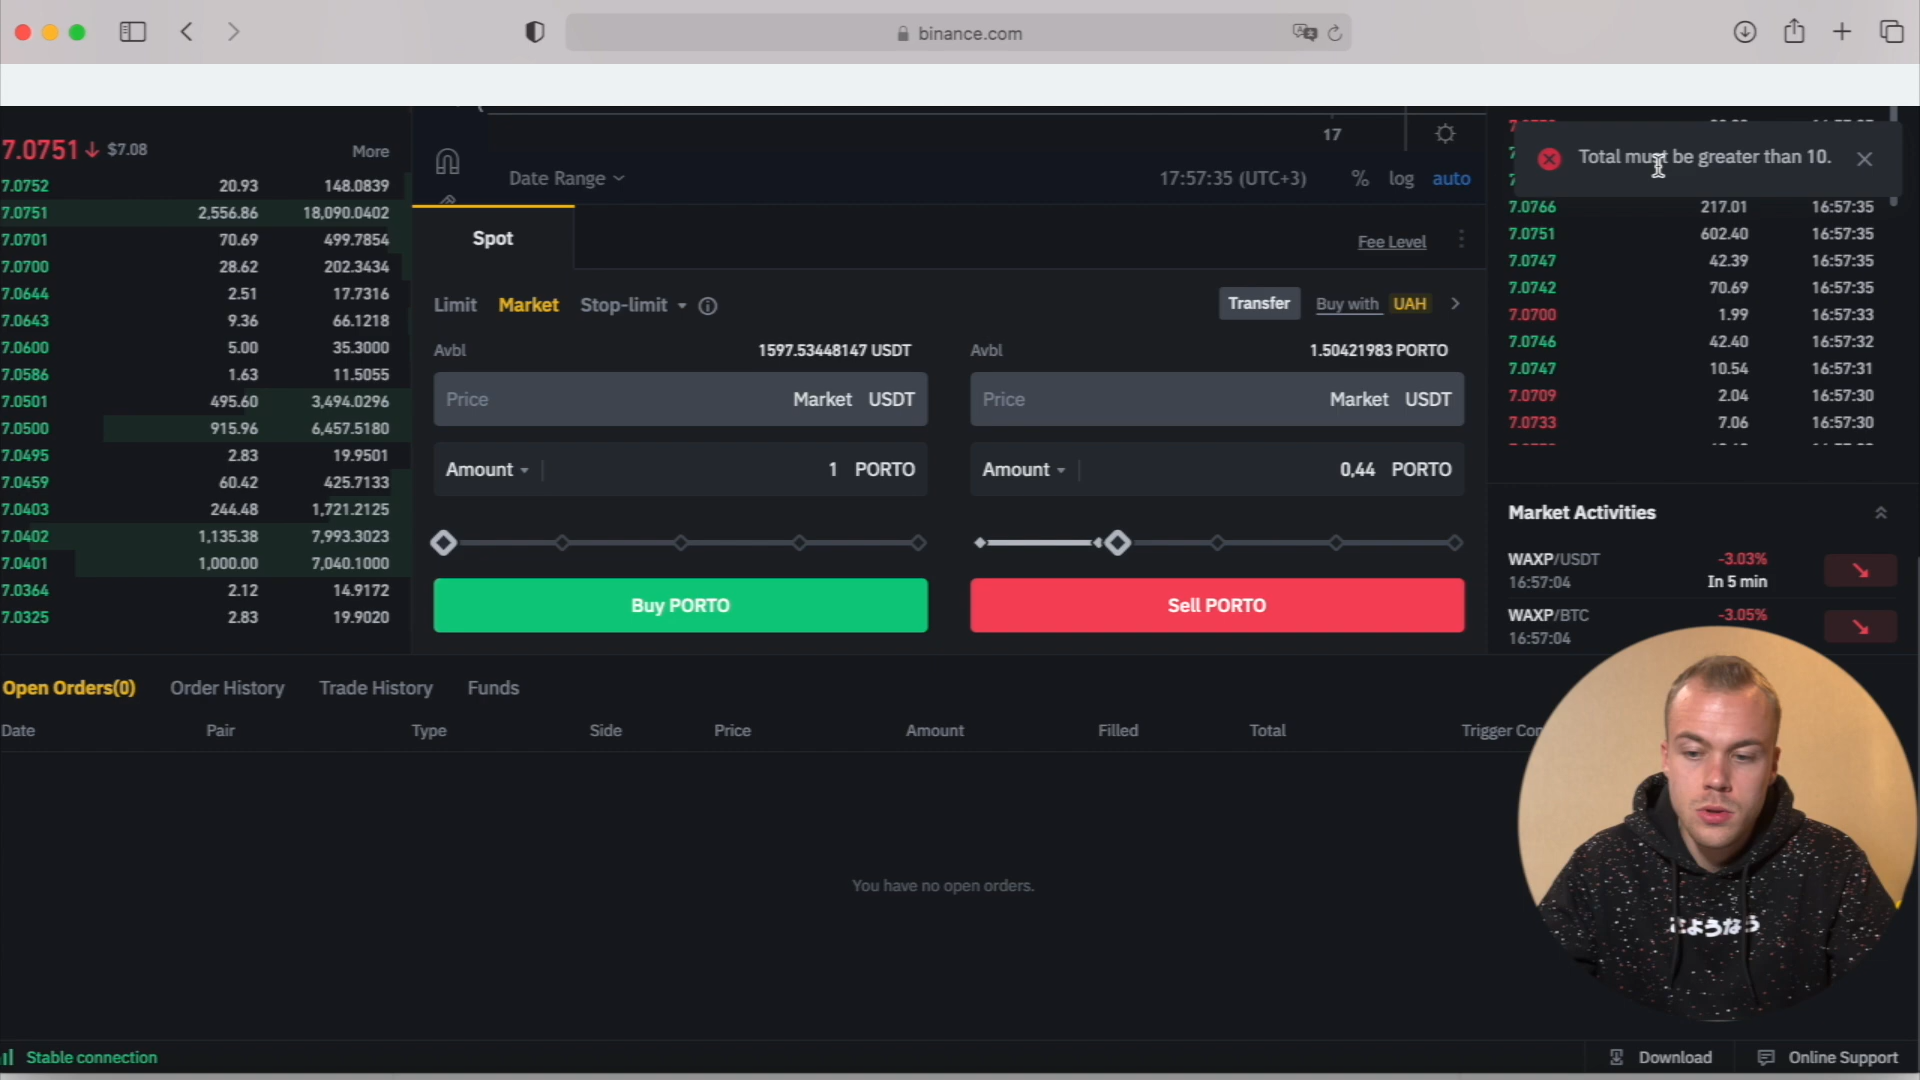 binance.com
7.0751 $7.08 More
7.0752 20.93 148.0839
7.0751 2,556.86 18,090.0402
7.0701 70.69 499.7854
7.0700 28.62 202.3434
7.0644 2.51 17.7316
7.0643 9.36 66.1218
7.0600 5.00 35.3000
7.0586 1.63 11.5055
7.0501 495.60 3,494.0296
7.0500 915.96 6,457.5180
7.0495 2.83 19.9501
7.0459 60.42 425.7133
7.0403 244.48 1,721.2125
7.0402 1,135.38 7,993.3023
7.0401 1,000.00 7,040.1000
7.0364 2.12 14.9172
7.0325 2.83 19.9020
17
Date Range 17:57:35 (UTC+3) % log auto
Spot Fee Level
Limit Market Stop-limit Transfer Buy with UAH
Avbl 1597.53448147 USDT
Price Market USDT
Amount 1 PORTO
Buy PORTO
Avbl 1.50421983 PORTO
Price Market USDT
Amount 0,44 PORTO
Sell PORTO
Total must be greater than 10.
7.0766 217.01 16:57:35
7.0751 602.40 16:57:35
7.0747 42.39 16:57:35
7.0742 70.69 16:57:35
7.0700 1.99 16:57:33
7.0746 42.40 16:57:32
7.0747 10.54 16:57:31
7.0709 2.04 16:57:30
7.0733 7.06 16:57:30
Market Activities
WAXP/USDT -3.03%
16:57:04 In 5 min
WAXP/BTC -3.05%
16:57:04
Open Orders(0) Order History Trade History Funds
Date Pair Type Side Price Amount Filled Total Trigger Con
You have no open orders.
Stable connection Download Online Support